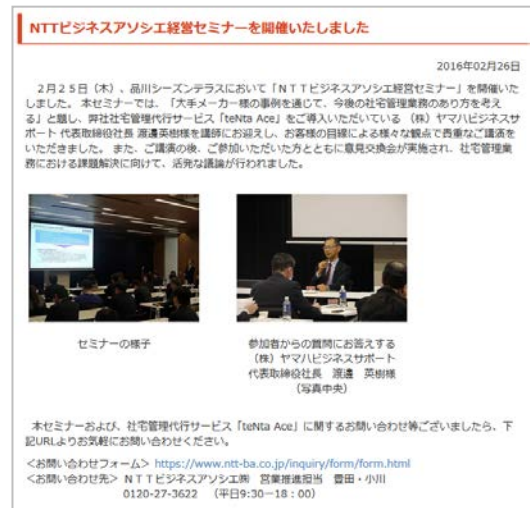 NTTビジネスアソシエ経営セミナーを開催いたしました
2016年02月26日
２月２５日（木）、品川シーズンテラスにおいて「ＮＴＴビジネスアソシエ経営セミナー」を開催いた
しました。本セミナーでは、「大手メーカー様の事例を通じて、今後の社宅管理業務のあり方を考え
る」と題し、弊社社宅管理代行サービス「teNta Ace」をご導入いただいている （株）ヤマハビジネスサ
ポート 代表取締役社長 渡邉英樹様を講師にお迎えし、お客様の目線による様々な観点で貴重なご講演を
いただきました。また、ご講演の後、ご参加いただいた方とともに意見交換会が実施され、社宅管理業
務における課題解決に向けて、活発な議論が行われました。
セミナーの様子
参加者からの質問にお答えする
（株）ヤマハビジネスサポート
代表取締役社長　渡邉　英樹様
（写真中央）
本セミナーおよび、社宅管理代行サービス「teNta Ace」に関するお問い合わせ等ございましたら、下
記URLよりお気軽にお問い合わせください。
＜お問い合わせフォーム＞ https://www.ntt-ba.co.jp/inquiry/form/form.html
＜お問い合わせ先＞ ＮＴＴビジネスアソシエ㈱　営業推進担当　豊田・小川
0120-27-3622　（平日9:30－18：00）